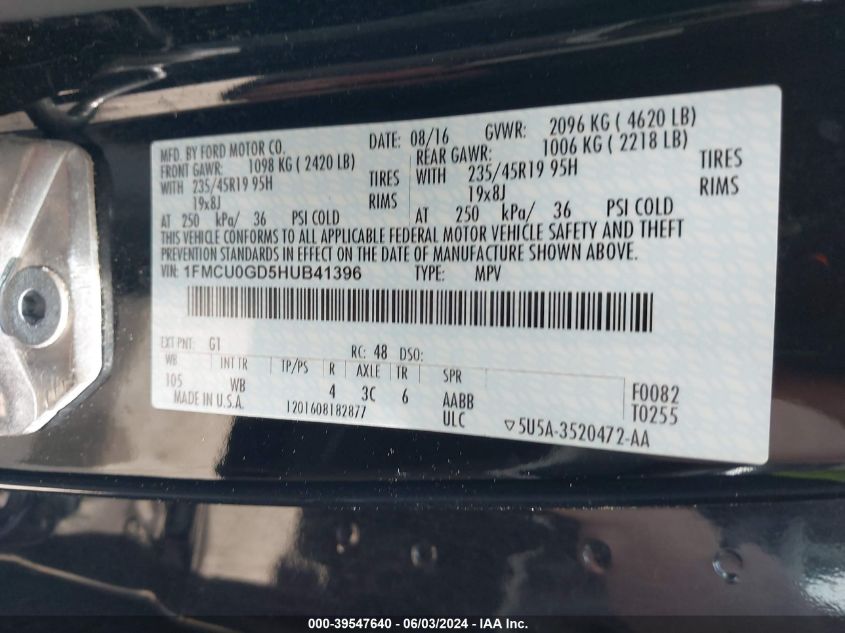 MFD. BY FORD MOTOR CO. DATE: 08/16 GVWR: 2096 KG ( 4620 LB)
FRONT GAWR: 1098 KG ( 2420 LB) REAR GAWR: 1006 KG ( 2218 LB)
WITH 235/45R19 95H TIRES WITH 235/45R19 95H TIRES
19x8J RIMS 19x8J RIMS
AT 250 kPa/ 36 PSI COLD AT 250 kPa/ 36 PSI COLD
THIS VEHICLE CONFORMS TO ALL APPLICABLE FEDERAL MOTOR VEHICLE SAFETY AND THEFT
PREVENTION STANDARDS IN EFFECT ON THE DATE OF MANUFACTURE SHOWN ABOVE.
VIN: 1FMCU0GD5HUB41396 TYPE: MPV
EXT PNT: G1 RC: 48 DSO:
WB INT TR TP/PS R AXLE TR SPR
105 WB 4 3C 6 AABB F0082
MADE IN U.S.A. 1201608182877 ULC T0255
▽5U5A-3520472-AA
000-39547640 - 06/03/2024 - IAA Inc.